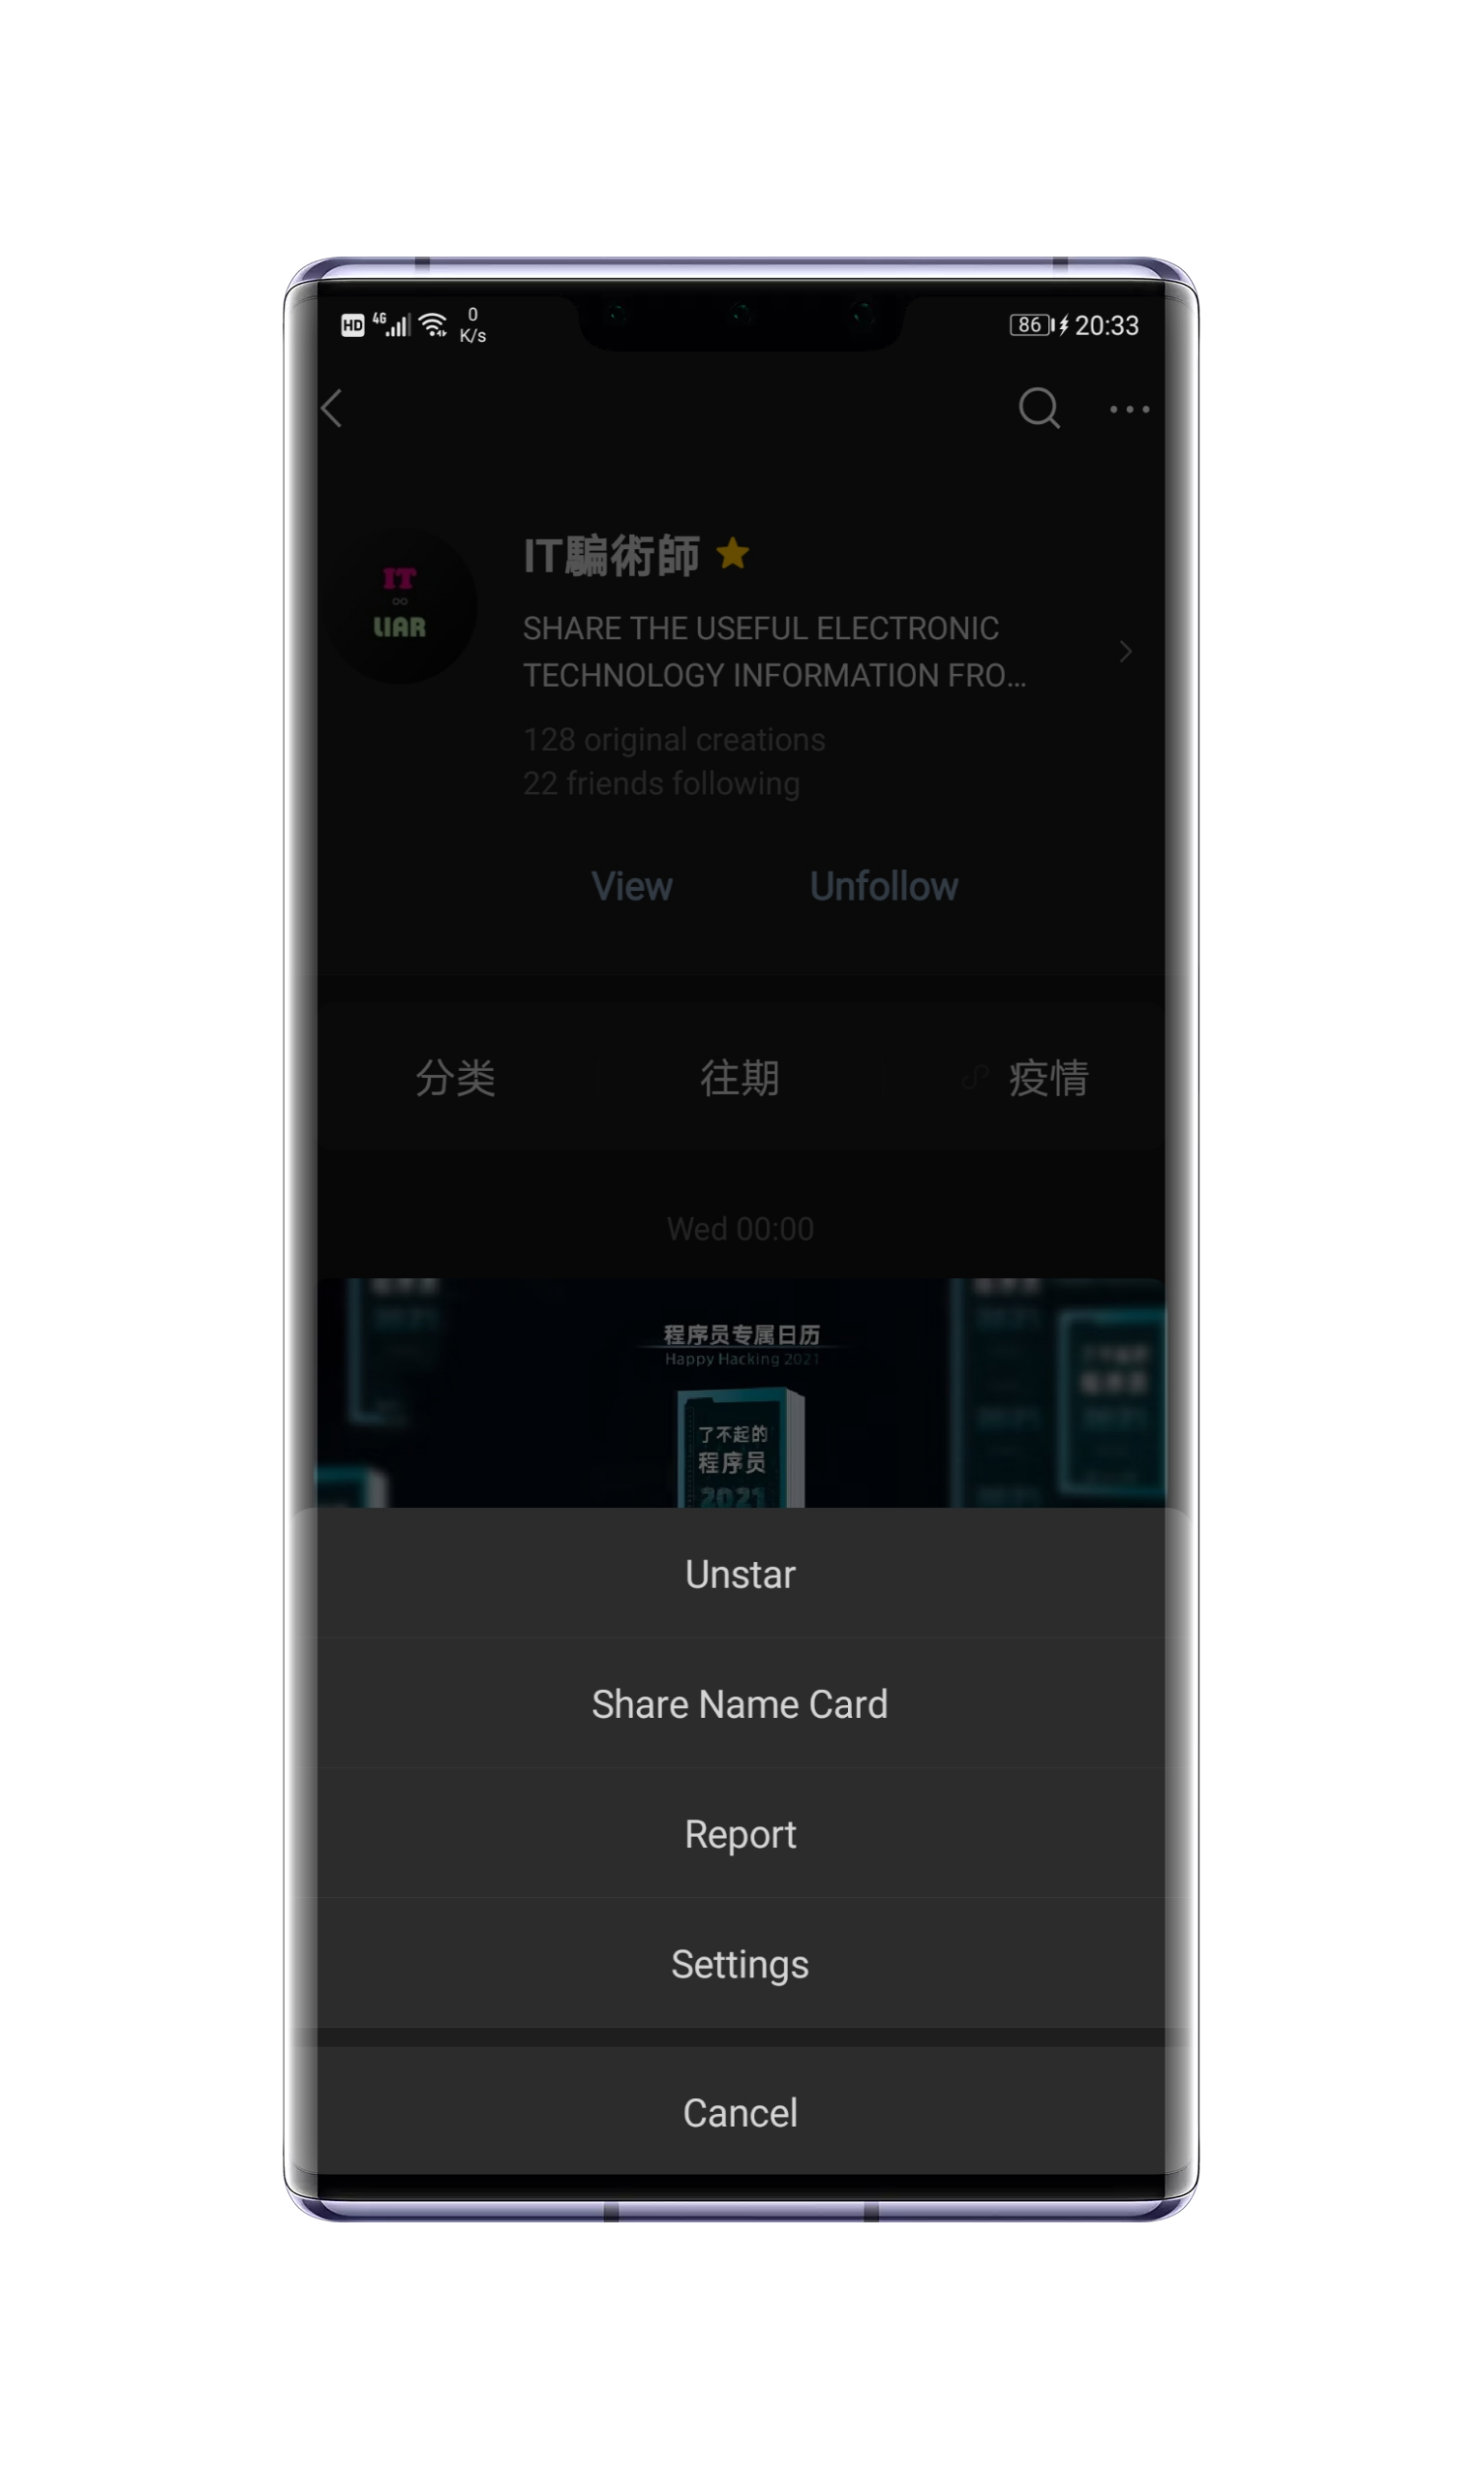 HD 4G 0 K/s 86 20:33
IT騙術師
IT
∞
LIAR
SHARE THE USEFUL ELECTRONIC
TECHNOLOGY INFORMATION FRO...
128 original creations
22 friends following
View Unfollow
分类 往期 疫情
Wed 00:00
程序员专属日历
Happy Hacking 2021
了不起的
程序员
2021
Unstar
Share Name Card
Report
Settings
Cancel